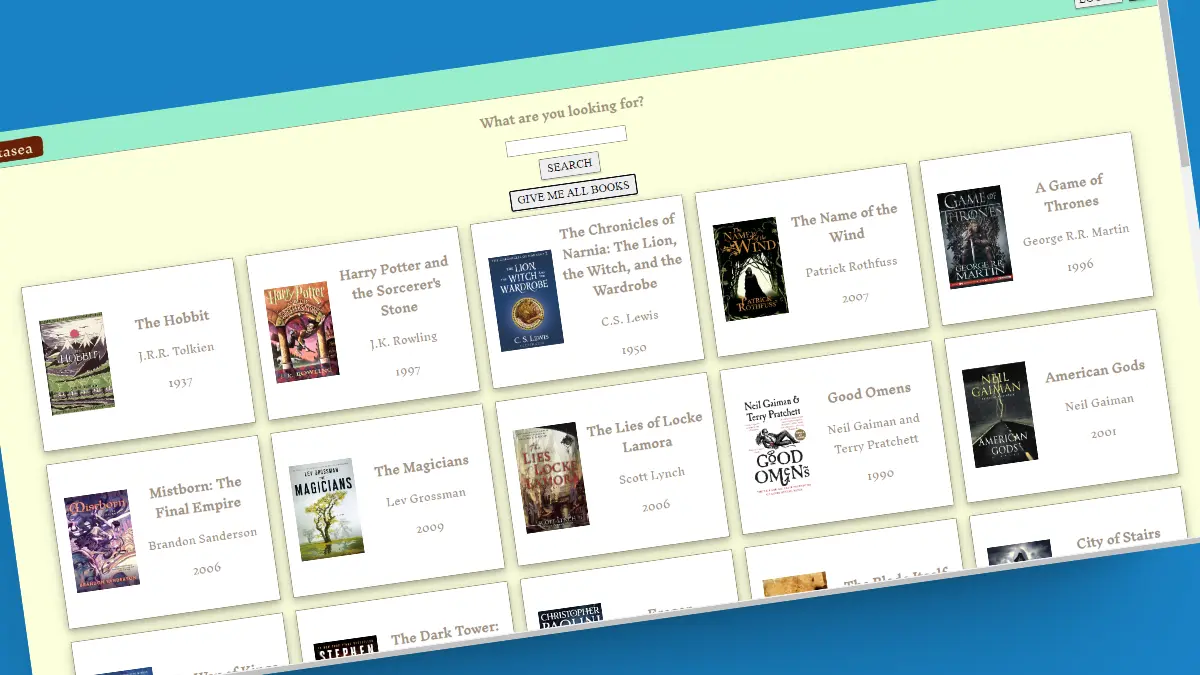 What are you looking for?
SEARCH
GIVE ME ALL BOOKS
The Hobbit
J.R.R. Tolkien
1937
HOBBIT
Harry Potter and
the Sorcerer's
Stone
J.K. Rowling
1997
Harry Potter
J.K. ROWLING
The Chronicles of
Narnia: The Lion,
the Witch, and the
Wardrobe
C.S. Lewis
1950
THE LION
THE WITCH AND THE
WARDROBE
C. S. LEWIS
The Name of the
Wind
Patrick Rothfuss
2007
THE
NAME OF THE
WIND
PATRICK
ROTHFUSS
A Game of
Thrones
George R.R. Martin
1996
GAME OF
THRONES
GEORGE R.R.
MARTIN
Mistborn: The
Final Empire
Brandon Sanderson
2006
Mistborn
BRANDON SANDERSON
The Magicians
Lev Grossman
2009
LEV GROSSMAN
THE
MAGICIANS
The Lies of Locke
Lamora
Scott Lynch
2006
The
LIES
OF LOCKE
LAMORA
SCOTT LYNCH
Good Omens
Neil Gaiman and
Terry Pratchett
1990
Neil Gaiman &
Terry Pratchett
GOOD
OMENS
American Gods
Neil Gaiman
2001
NEIL
GAIMAN
AMERICAN
GODS
The Dark Tower:
STEPHEN
CHRISTOPHER
PAOLINI
The Blade Itself
City of Stairs